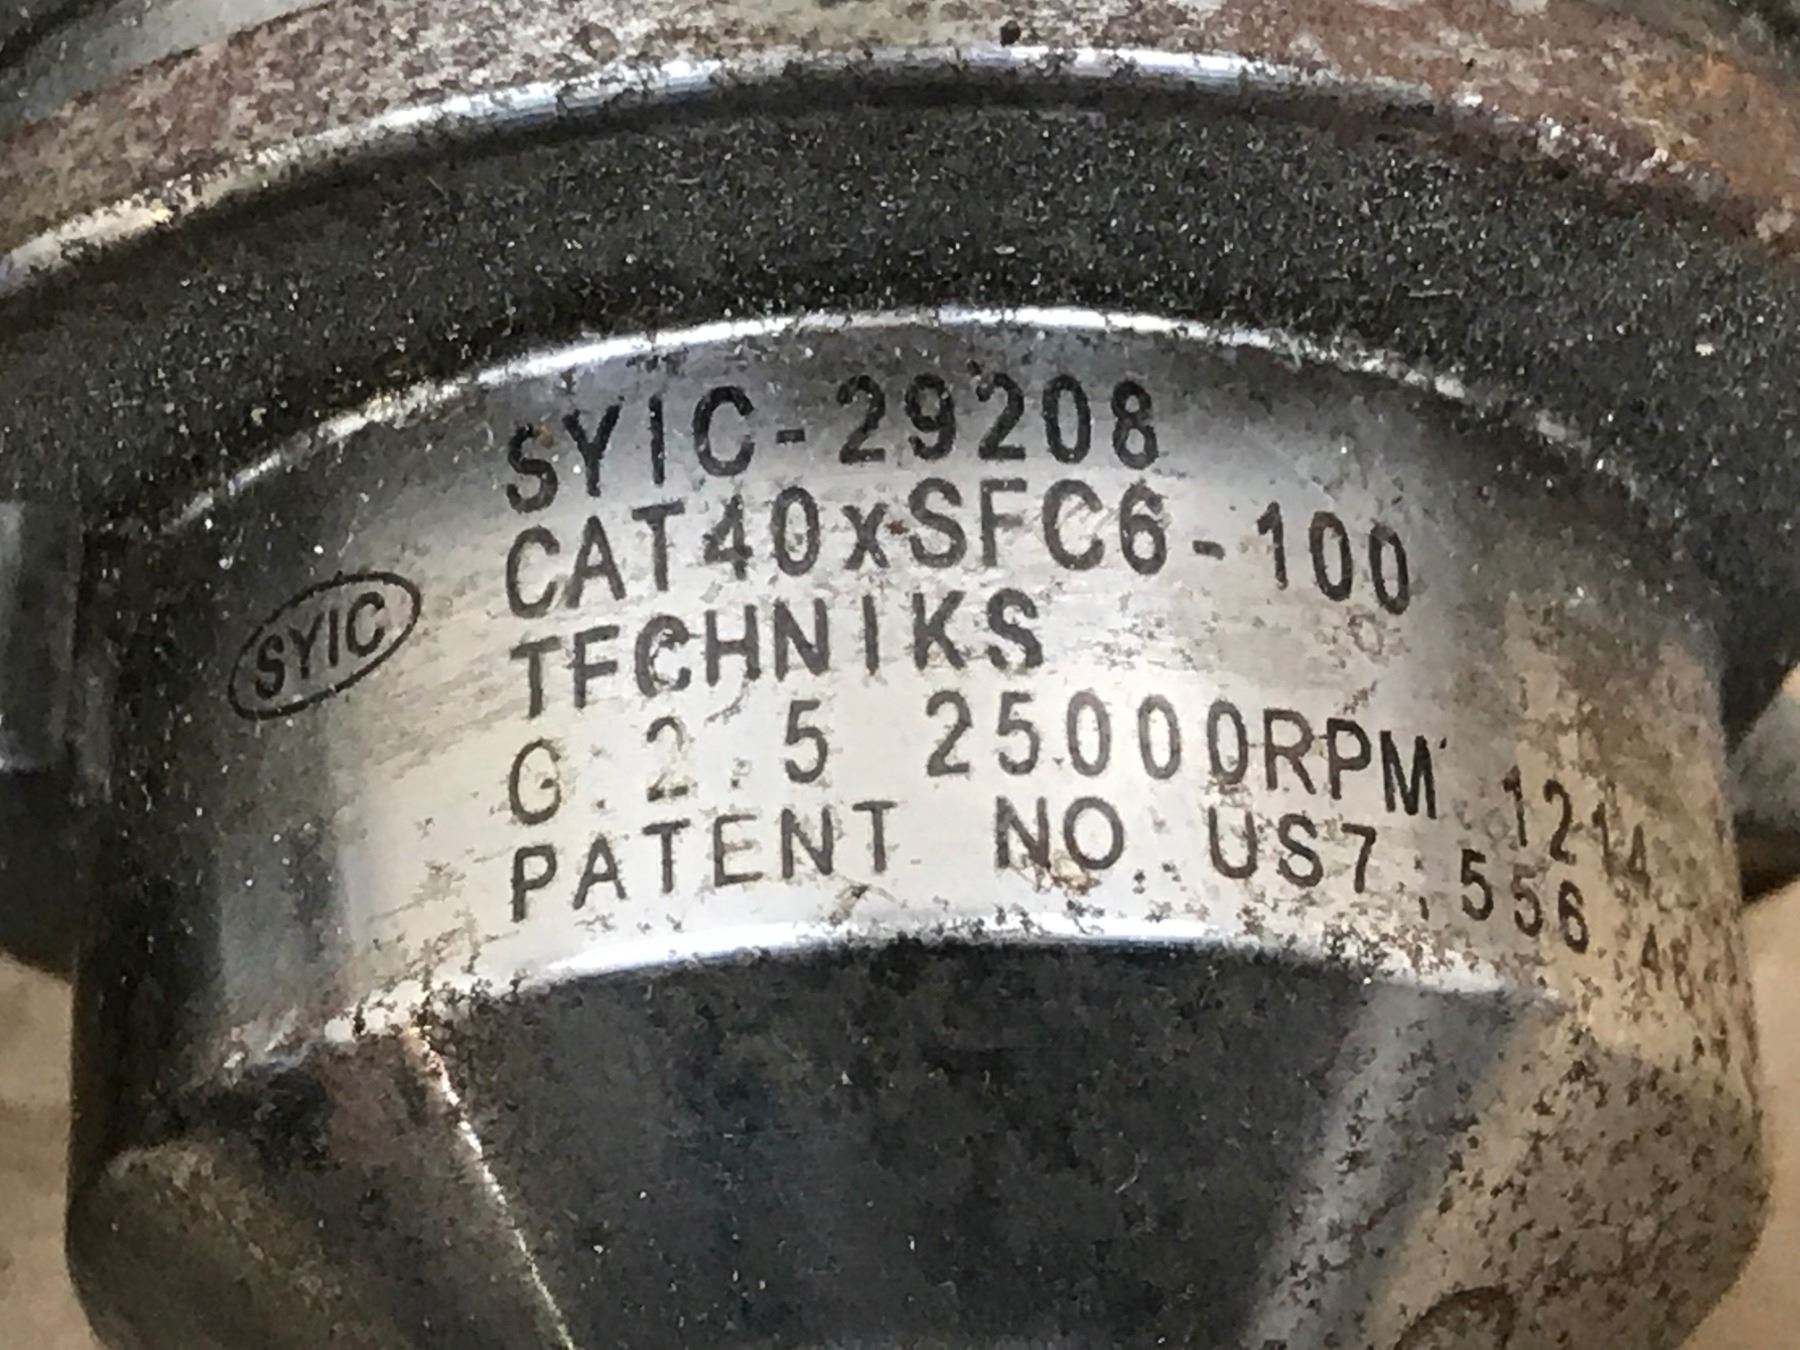 SYIC-29208
CAT40xSFC6-100
SYIC
TECHNIKS
G.2.5 25000RPM 1214
PATENT NO. US7,556